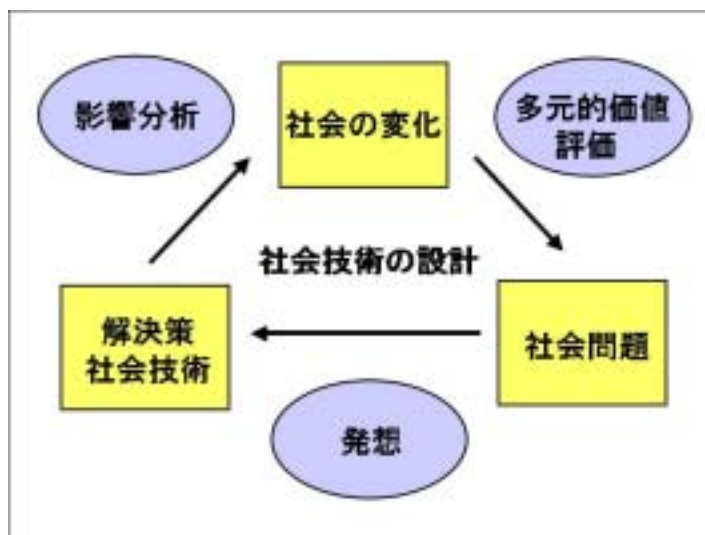 影響分析
社会の変化
多元的価値
評価
社会技術の設計
解決策
社会技術
社会問題
発想